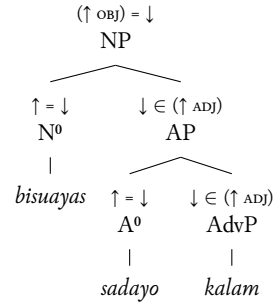 (↑ OBJ) = ↓
NP
↑ = ↓ ↓ ∈ (↑ ADJ)
N⁰ AP
bisuayas ↑ = ↓ ↓ ∈ (↑ ADJ)
A⁰ AdvP
sadayo kalam